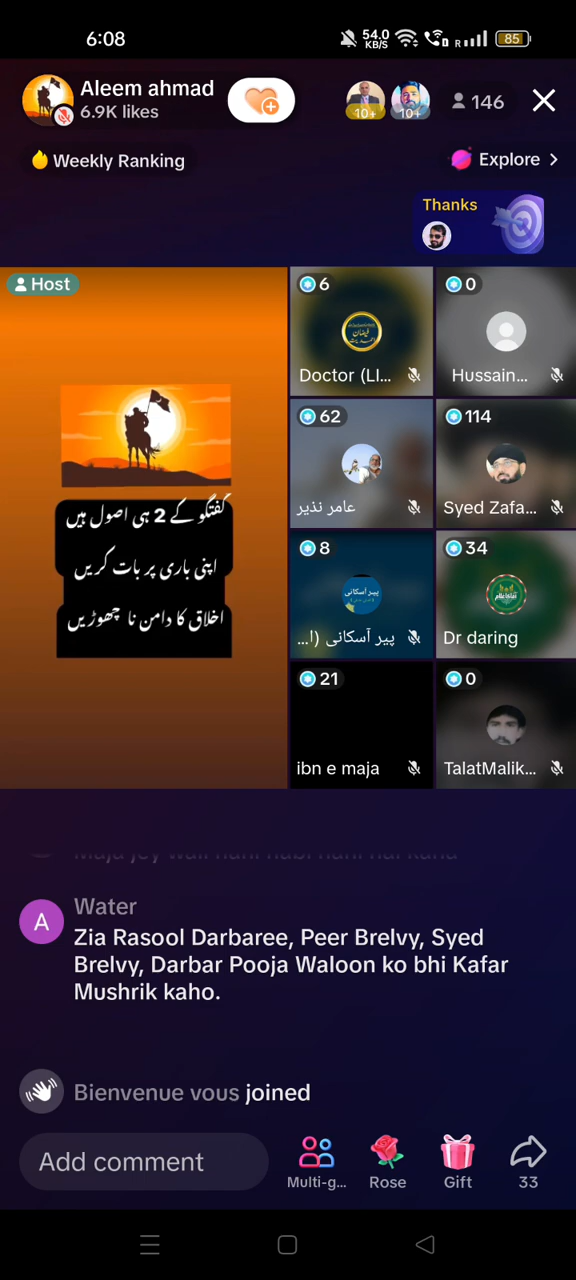 6:08
54.0
KB/S
R
85
Aleem ahmad
6.9K likes
10+
10+
146
Weekly Ranking
Explore
Thanks
Host
گفتگو کے 2 ہی اصول ہیں
اپنی باری پر بات کریں
اخلاق کا دامن نا چھوڑیں
6
فیضان
Doctor (LI...
0
Hussain...
62
عامر نذیر
114
Syed Zafa...
8
پیر آسکانی
پیر آسکانی (ا...
34
Dr daring
21
ibn e maja
0
TalatMalik...
A
Water
Zia Rasool Darbaree, Peer Brelvy, Syed
Brelvy, Darbar Pooja Waloon ko bhi Kafar
Mushrik kaho.
Bienvenue vous joined
Add comment
Multi-g...
Rose
Gift
33